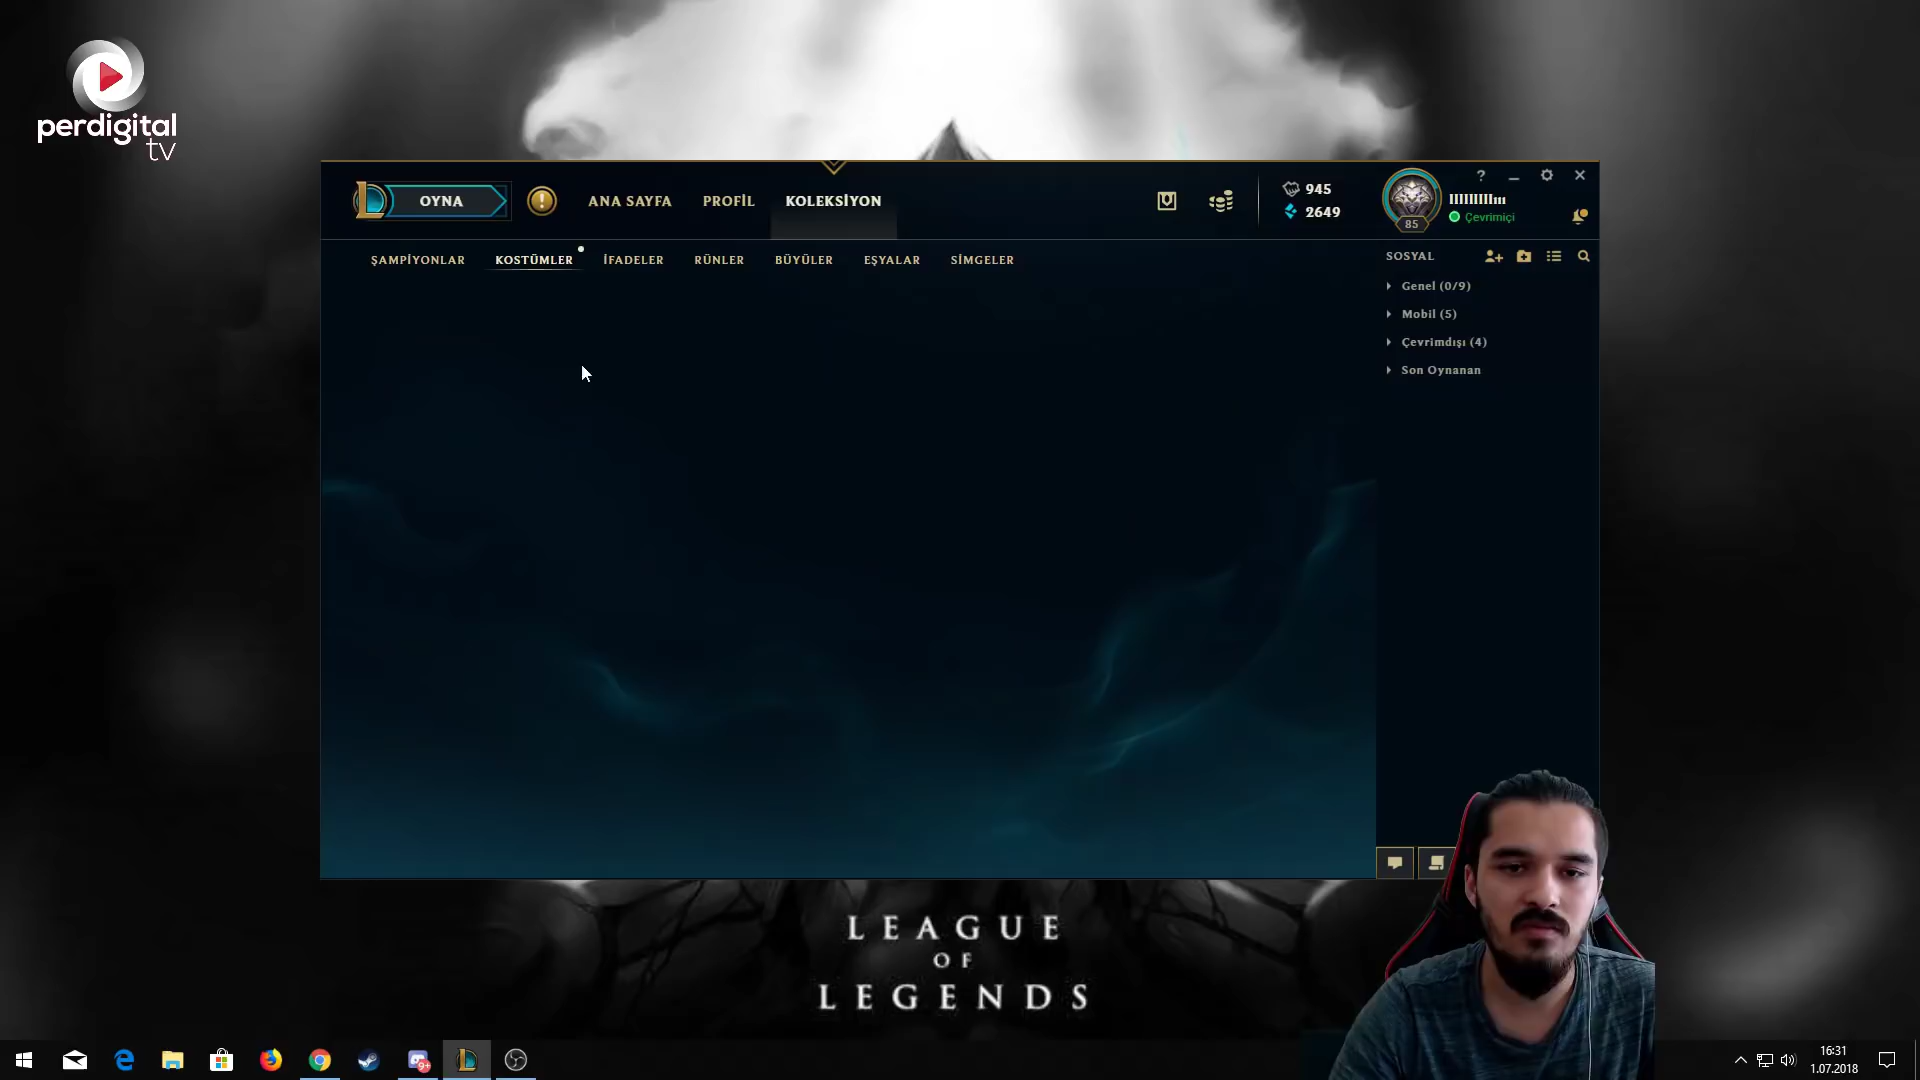 perdigital
tv
OYNA
ANA SAYFA
PROFİL
KOLEKSİYON
945
2649
85
Çevrimiçi
ŞAMPİYONLAR
KOSTÜMLER
İFADELER
RÜNLER
BÜYÜLER
EŞYALAR
SİMGELER
SOSYAL
Genel (0/9)
Mobil (5)
Çevrimdışı (4)
Son Oynanan
LEAGUE
OF
LEGENDS
9+
16:31
1.07.2018